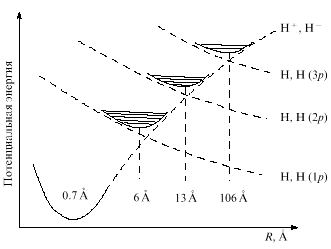 H⁺, H⁻
H, H (3p)
H, H (2p)
H, H (1p)
Потенциальная энергия
0.7 Å
6 Å
13 Å
106 Å
R, Å